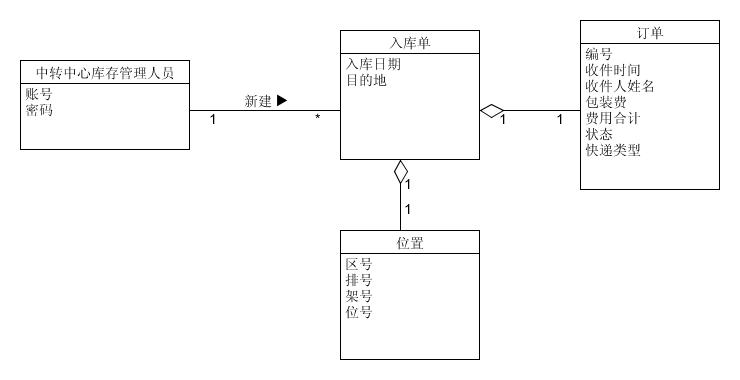 中转中心库存管理人员
账号
密码
新建 ▶
1
*
入库单
入库日期
目的地
1
1
订单
编号
收件时间
收件人姓名
包装费
费用合计
状态
快递类型
1
1
位置
区号
排号
架号
位号